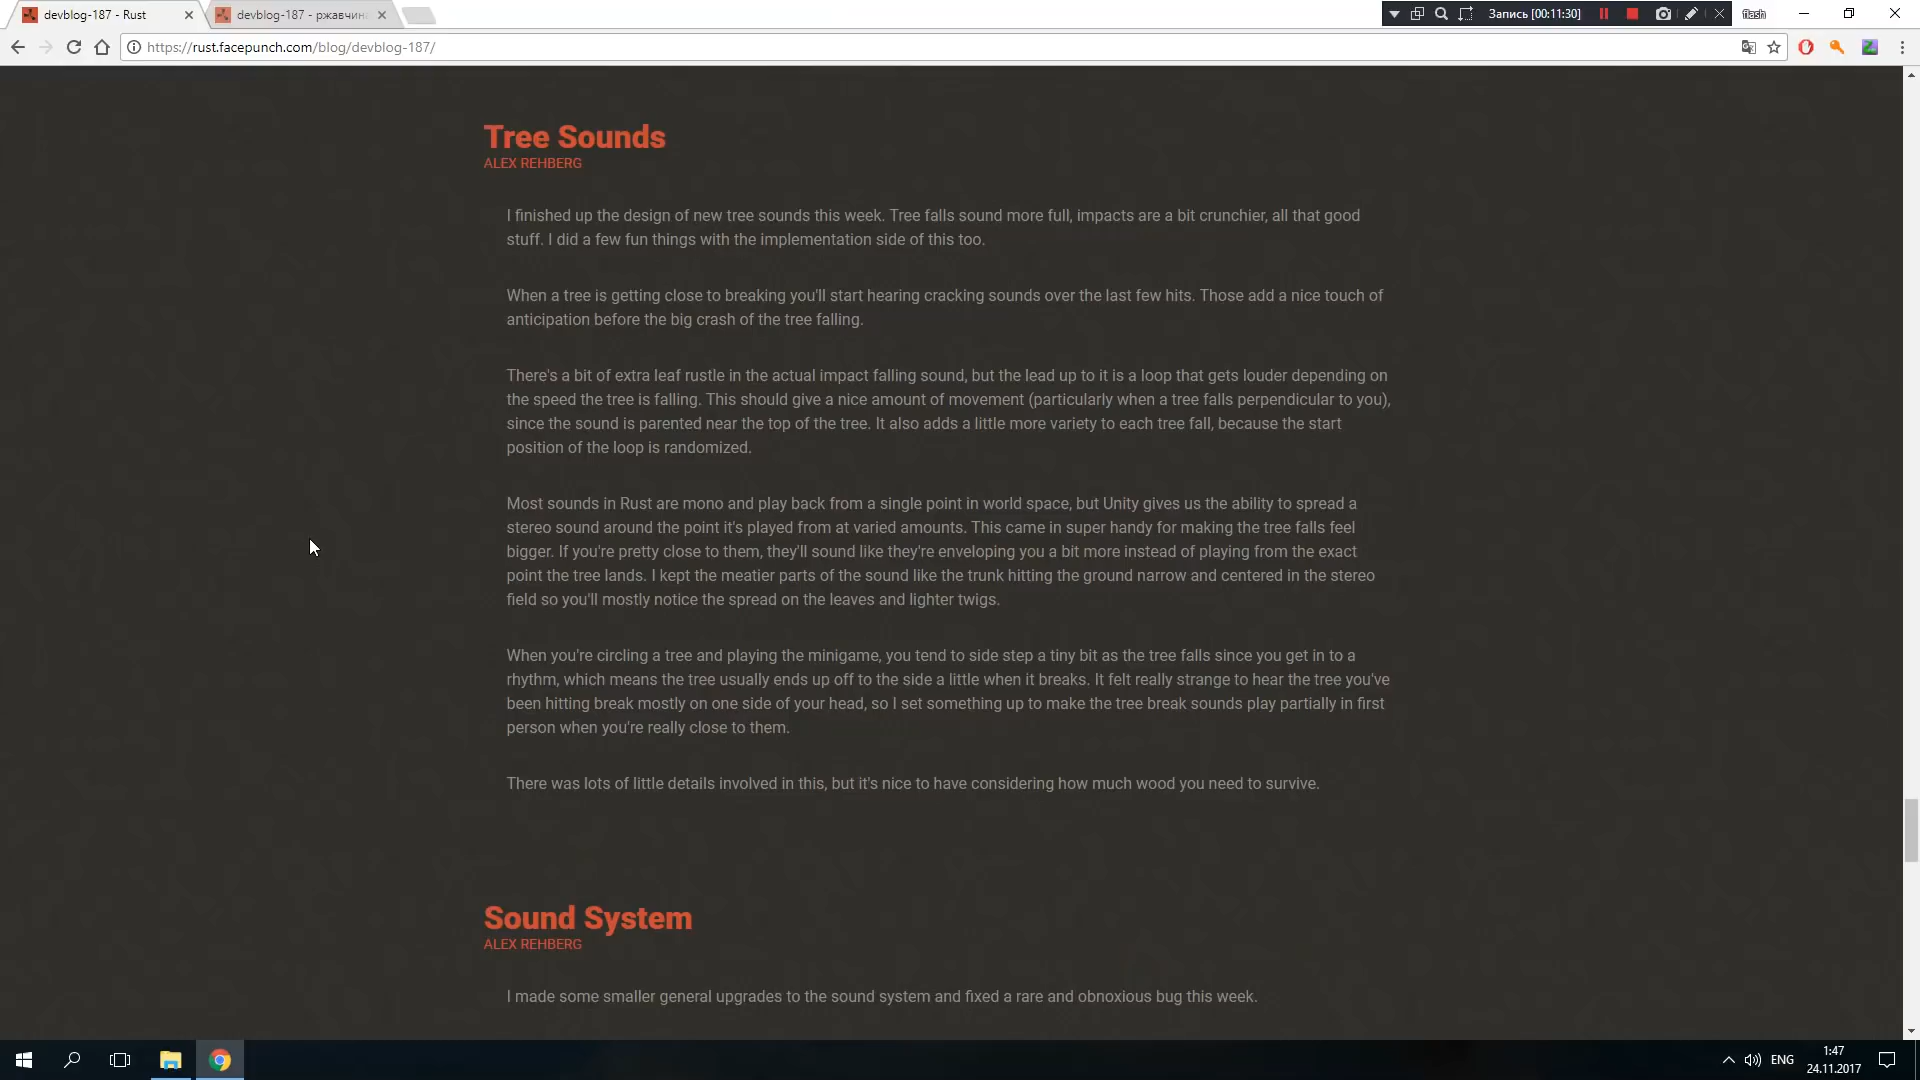 devblog-187 - Rust
devblog-187 - ржавчина
Запись [00:11:30]
flash
https://rust.facepunch.com/blog/devblog-187/
Tree Sounds
ALEX REHBERG
I finished up the design of new tree sounds this week. Tree falls sound more full, impacts are a bit crunchier, all that good
stuff. I did a few fun things with the implementation side of this too.
When a tree is getting close to breaking you'll start hearing cracking sounds over the last few hits. Those add a nice touch of
anticipation before the big crash of the tree falling.
There's a bit of extra leaf rustle in the actual impact falling sound, but the lead up to it is a loop that gets louder depending on
the speed the tree is falling. This should give a nice amount of movement (particularly when a tree falls perpendicular to you),
since the sound is parented near the top of the tree. It also adds a little more variety to each tree fall, because the start
position of the loop is randomized.
Most sounds in Rust are mono and play back from a single point in world space, but Unity gives us the ability to spread a
stereo sound around the point it's played from at varied amounts. This came in super handy for making the tree falls feel
bigger. If you're pretty close to them, they'll sound like they're enveloping you a bit more instead of playing from the exact
point the tree lands. I kept the meatier parts of the sound like the trunk hitting the ground narrow and centered in the stereo
field so you'll mostly notice the spread on the leaves and lighter twigs.
When you're circling a tree and playing the minigame, you tend to side step a tiny bit as the tree falls since you get in to a
rhythm, which means the tree usually ends up off to the side a little when it breaks. It felt really strange to hear the tree you've
been hitting break mostly on one side of your head, so I set something up to make the tree break sounds play partially in first
person when you're really close to them.
There was lots of little details involved in this, but it's nice to have considering how much wood you need to survive.
Sound System
ALEX REHBERG
I made some smaller general upgrades to the sound system and fixed a rare and obnoxious bug this week.
ENG
1:47
24.11.2017